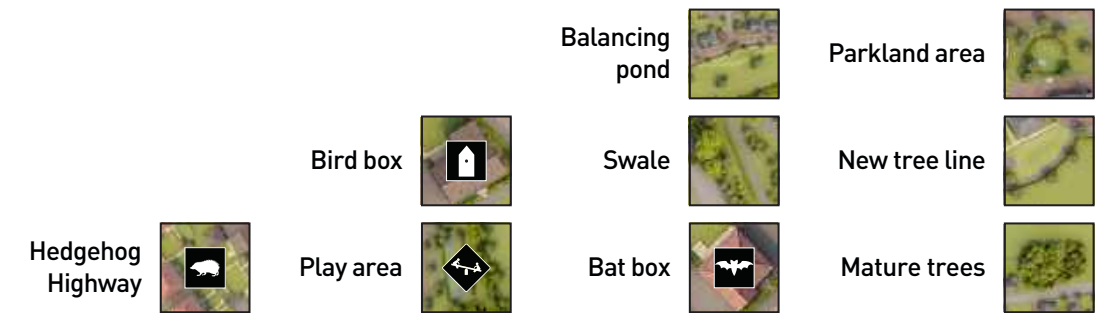 Balancing
pond
Parkland area
Bird box
Swale
New tree line
Hedgehog
Highway
Play area
Bat box
Mature trees